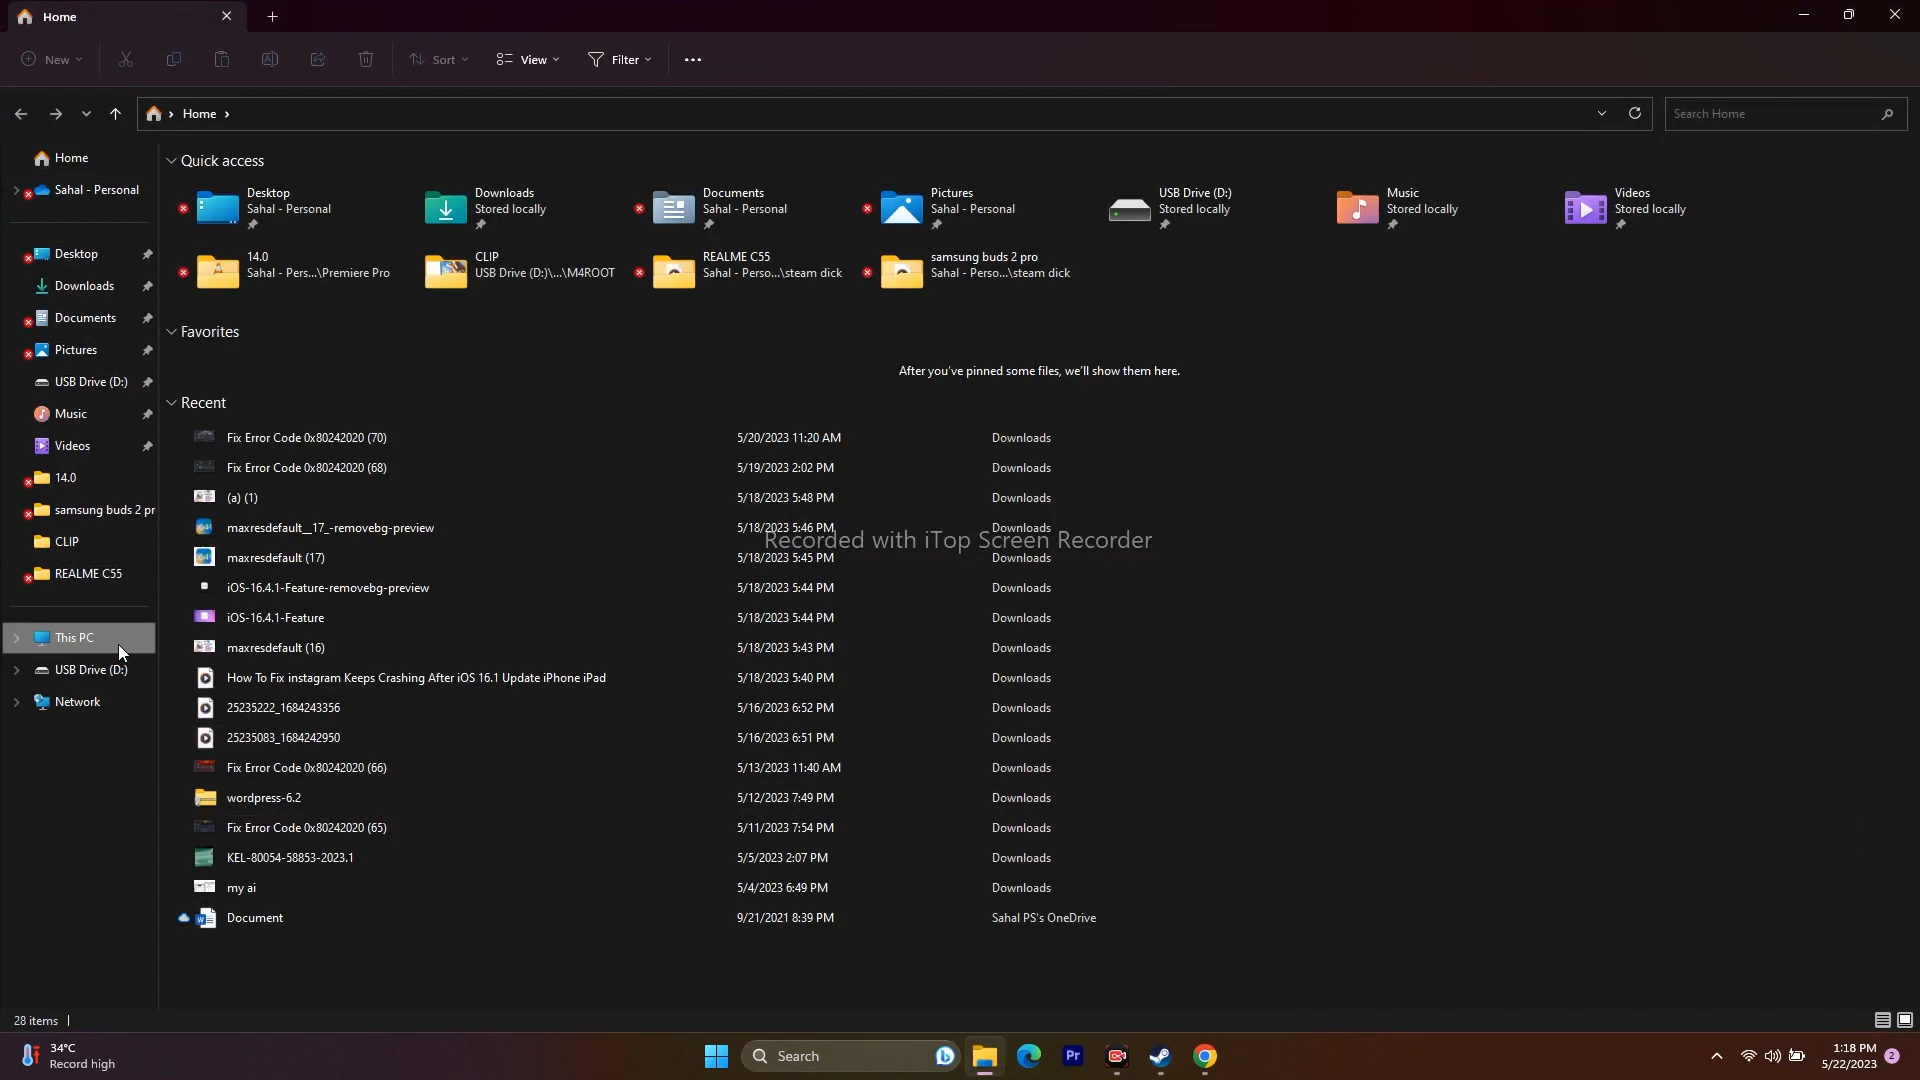 Home
New
Sort
View
Filter
Home
Search Home
Home
Sahal - Personal
Desktop
Downloads
Documents
Pictures
USB Drive (D:)
Music
Videos
14.0
samsung buds 2 pr
CLIP
REALME C55
This PC
USB Drive (D:)
Network
Quick access
Desktop
Sahal - Personal
Downloads
Stored locally
Documents
Sahal - Personal
Pictures
Sahal - Personal
USB Drive (D:)
Stored locally
Music
Stored locally
Videos
Stored locally
14.0
Sahal - Pers...\Premiere Pro
CLIP
USB Drive (D:)\...\M4ROOT
REALME C55
Sahal - Perso...\steam dick
samsung buds 2 pro
Sahal - Perso...\steam dick
Favorites
After you've pinned some files, we'll show them here.
Recent
Fix Error Code 0x80242020 (70) 5/20/2023 11:20 AM Downloads
Fix Error Code 0x80242020 (68) 5/19/2023 2:02 PM Downloads
(a) (1) 5/18/2023 5:48 PM Downloads
maxresdefault__17_-removebg-preview 5/18/2023 5:46 PM Downloads
Recorded with iTop Screen Recorder
maxresdefault (17) 5/18/2023 5:45 PM Downloads
iOS-16.4.1-Feature-removebg-preview 5/18/2023 5:44 PM Downloads
iOS-16.4.1-Feature 5/18/2023 5:44 PM Downloads
maxresdefault (16) 5/18/2023 5:43 PM Downloads
How To Fix instagram Keeps Crashing After iOS 16.1 Update iPhone iPad 5/18/2023 5:40 PM Downloads
25235222_1684243356 5/16/2023 6:52 PM Downloads
25235083_1684242950 5/16/2023 6:51 PM Downloads
Fix Error Code 0x80242020 (66) 5/13/2023 11:40 AM Downloads
wordpress-6.2 5/12/2023 7:49 PM Downloads
Fix Error Code 0x80242020 (65) 5/11/2023 7:54 PM Downloads
KEL-80054-58853-2023.1 5/5/2023 2:07 PM Downloads
my ai 5/4/2023 6:49 PM Downloads
Document 9/21/2021 8:39 PM Sahal PS's OneDrive
28 items
34°C
Record high
Search
Pr
1:18 PM
5/22/2023
2